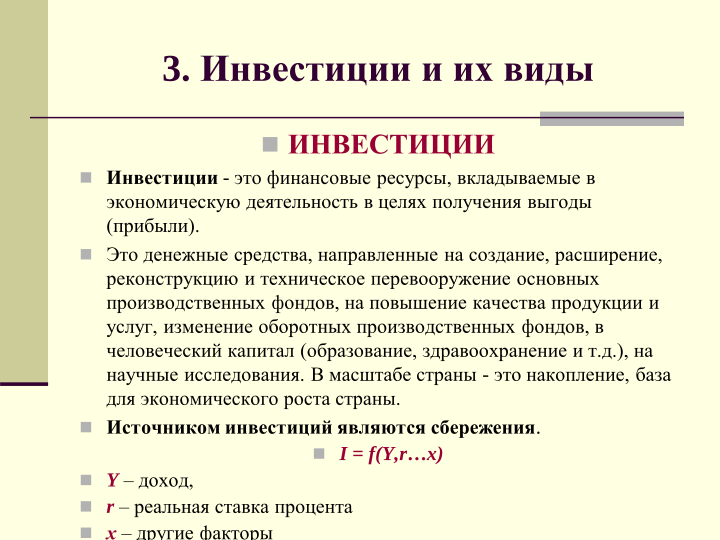 3. Инвестиции и их виды
ИНВЕСТИЦИИ
Инвестиции - это финансовые ресурсы, вкладываемые в
экономическую деятельность в целях получения выгоды
(прибыли).
Это денежные средства, направленные на создание, расширение,
реконструкцию и техническое перевооружение основных
производственных фондов, на повышение качества продукции и
услуг, изменение оборотных производственных фондов, в
человеческий капитал (образование, здравоохранение и т.д.), на
научные исследования. В масштабе страны - это накопление, база
для экономического роста страны.
Источником инвестиций являются сбережения.
I = f(Y,r…x)
Y – доход,
r – реальная ставка процента
x – другие факторы